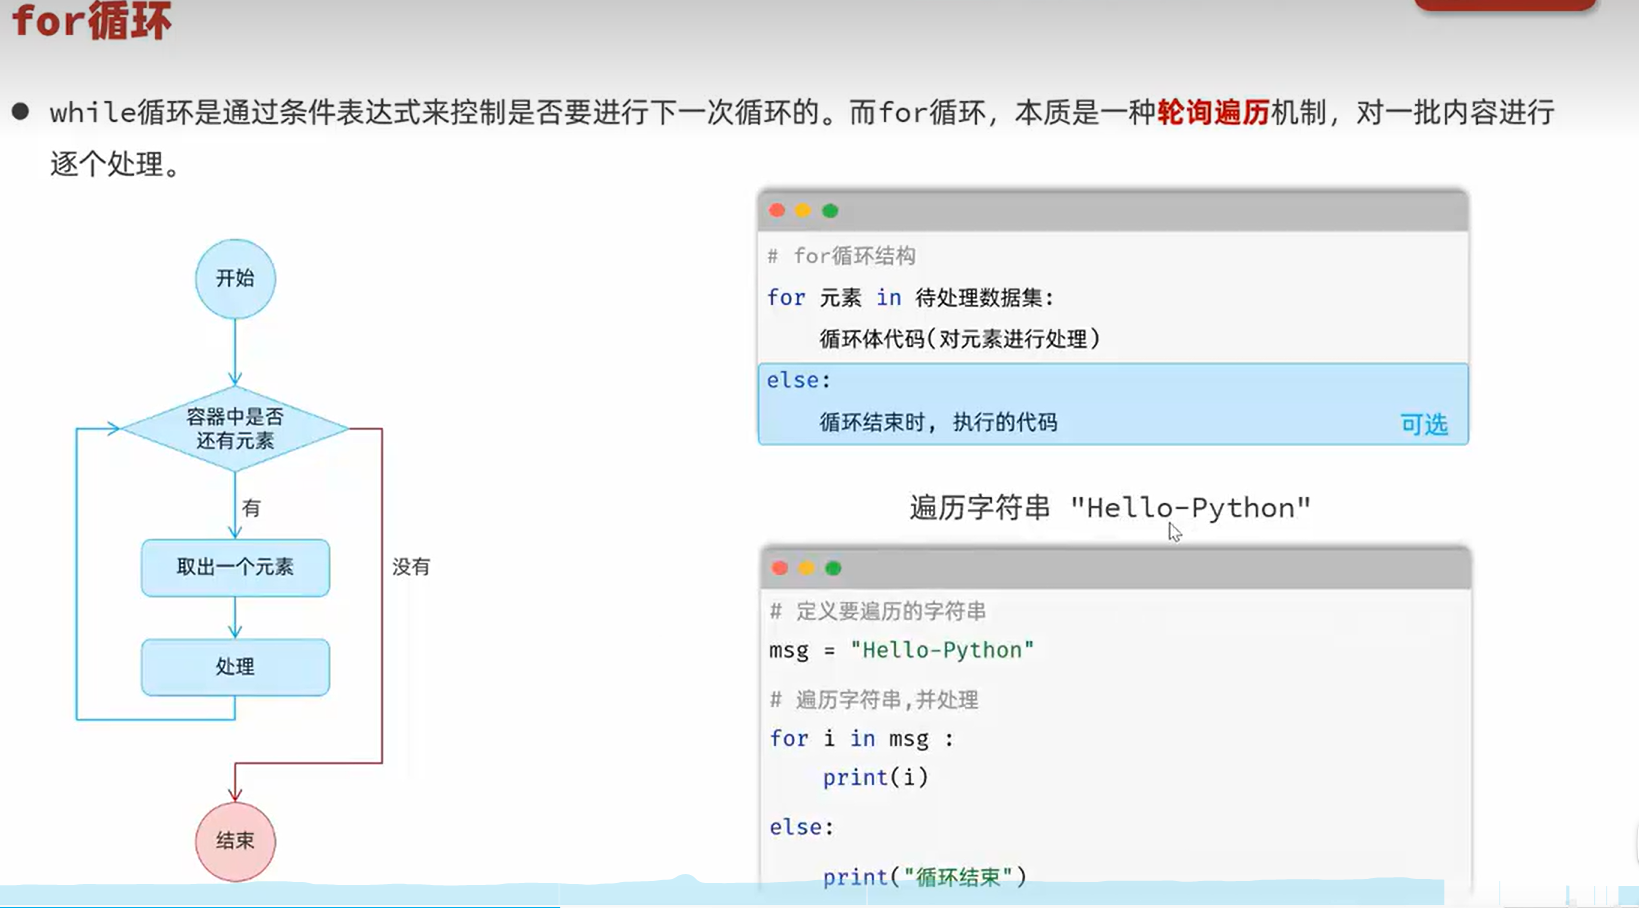 for循环
● while循环是通过条件表达式来控制是否要进行下一次循环的。而for循环，本质是一种轮询遍历机制，对一批内容进行
逐个处理。
开始
容器中是否
还有元素
有
取出一个元素
没有
处理
结束
# for循环结构
for 元素 in 待处理数据集:
    循环体代码(对元素进行处理)
else:
    循环结束时, 执行的代码
可选
遍历字符串 "Hello-Python"
# 定义要遍历的字符串
msg = "Hello-Python"
# 遍历字符串,并处理
for i in msg :
    print(i)
else:
    print("循环结束")